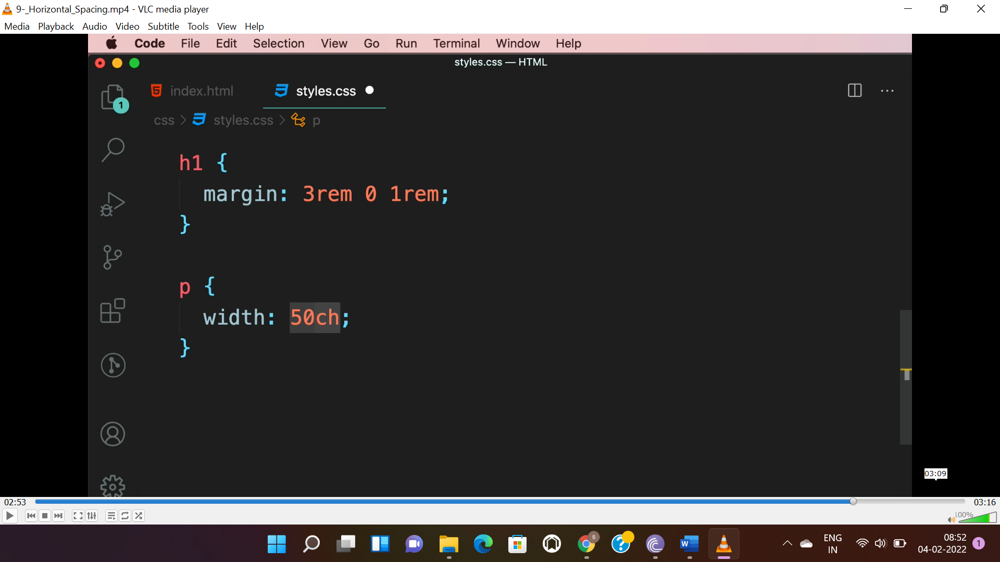 9-_Horizontal_Spacing.mp4 - VLC media player
Media Playback Audio Video Subtitle Tools View Help
Code File Edit Selection View Go Run Terminal Window Help
styles.css — HTML
index.html styles.css
1
css > styles.css > p
h1 {
margin: 3rem 0 1rem;
}
p {
width: 50ch;
}
03:09
02:53 03:16
100%
ENG
IN
08:52
04-02-2022
1